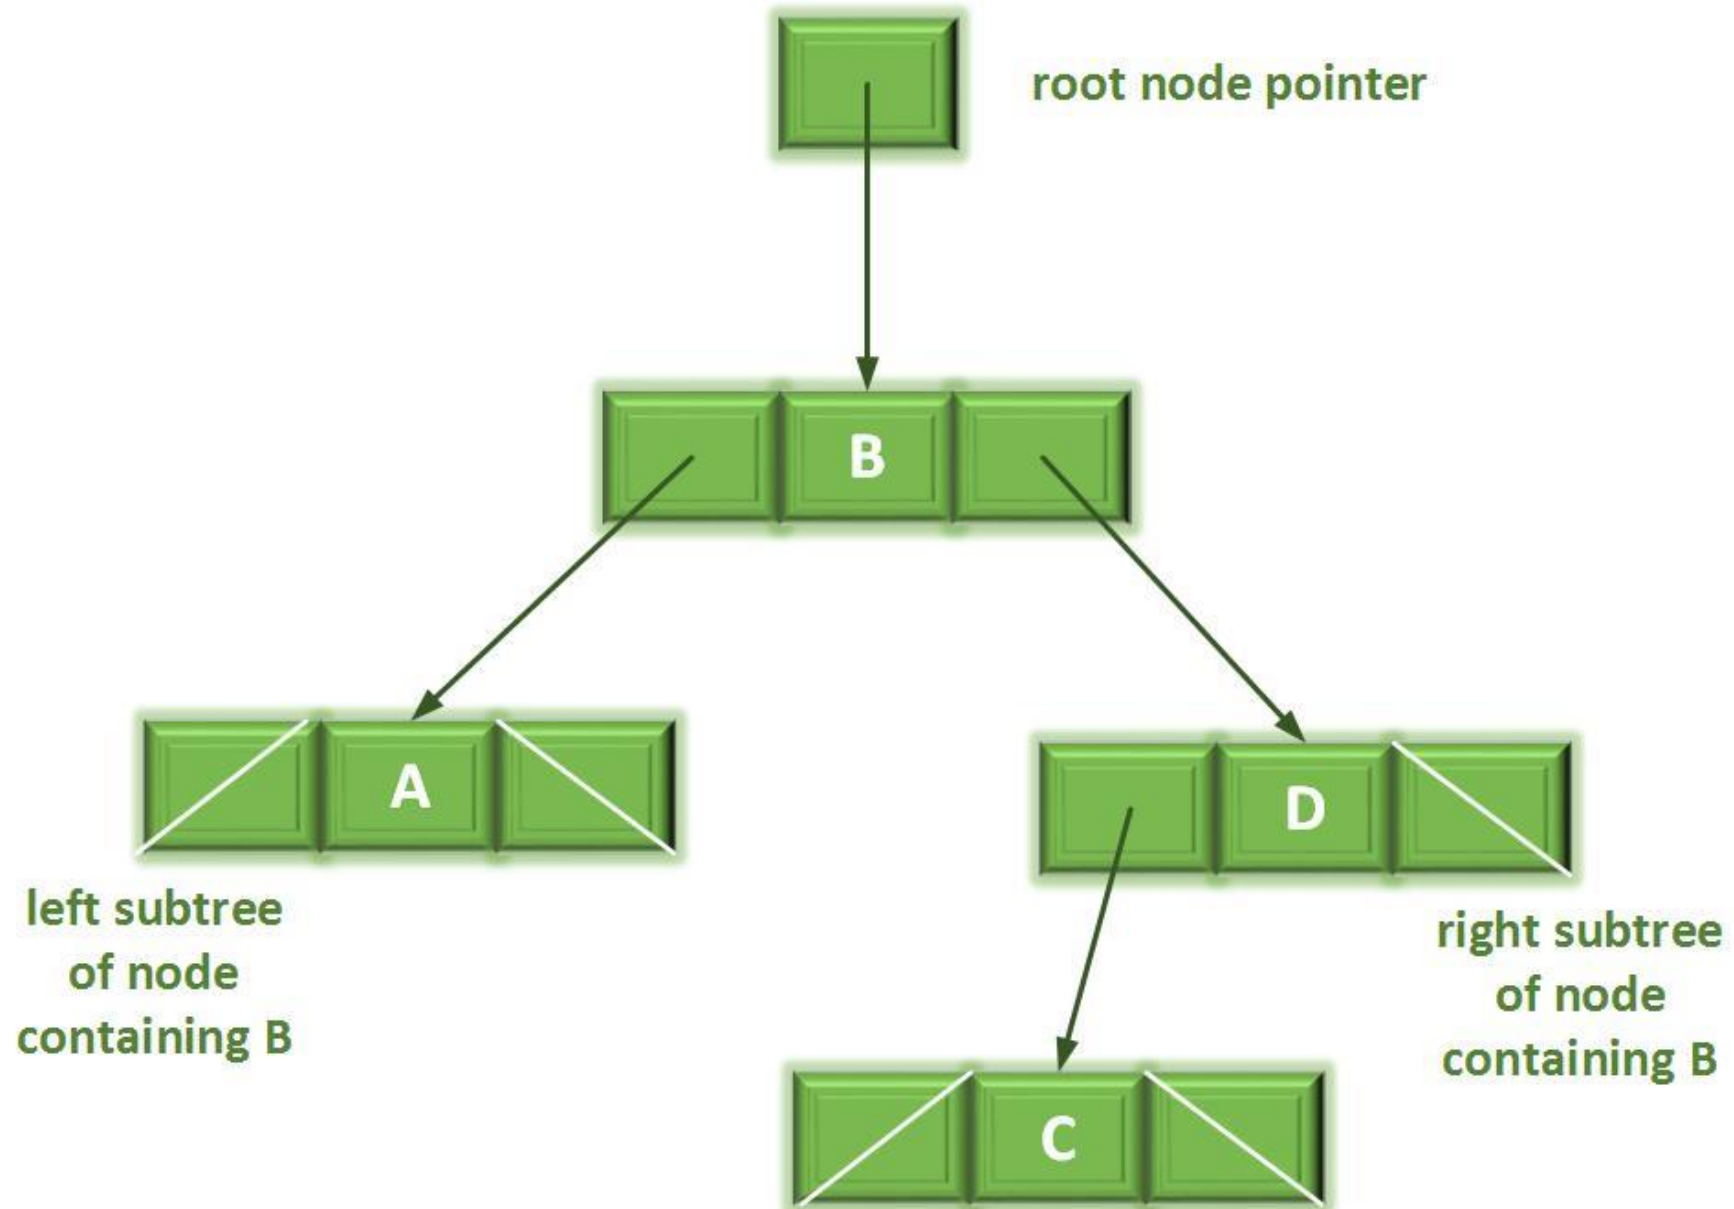 root node pointer
B
A
D
left subtree
of node
containing B
right subtree
of node
containing B
C